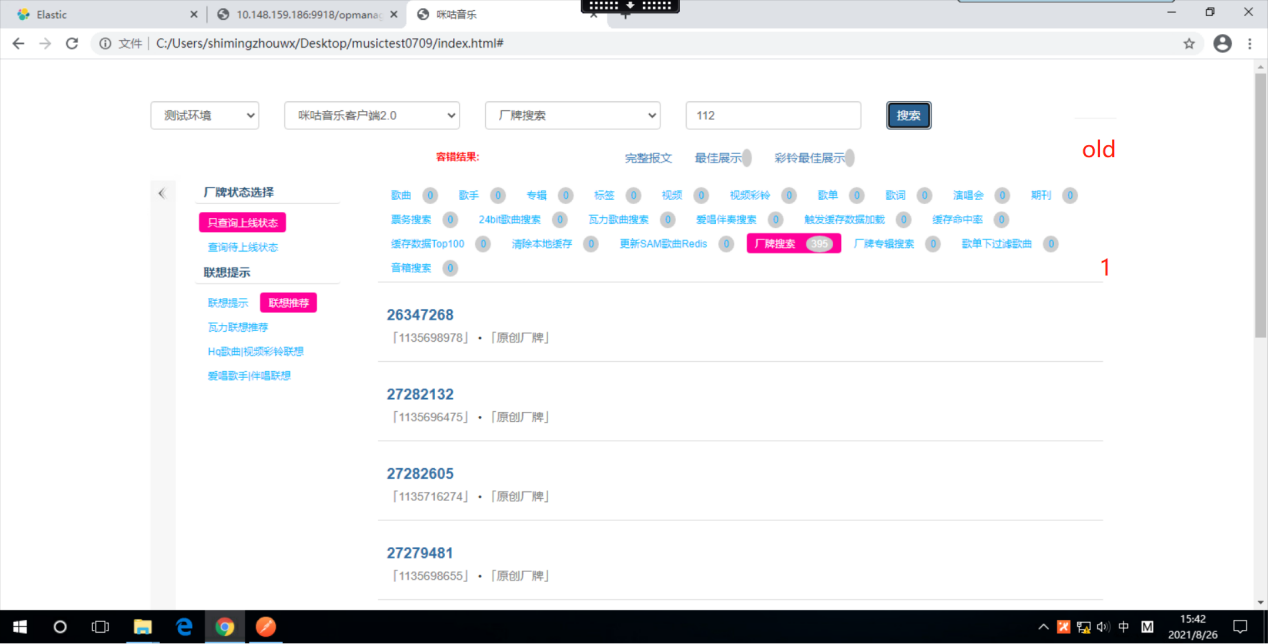 Elastic
10.148.159.186:9918/opmana
咪咕音乐
文件 C:/Users/shimingzhouwx/Desktop/musictest0709/index.html#
测试环境 咪咕音乐客户端2.0 厂牌搜索 112 搜索
old
容错结果: 完整报文 最佳展示 彩铃最佳展示
厂牌状态选择
只查询上线状态
查询待上线状态
联想提示
联想提示 联想推荐
瓦力联想推荐
Hq歌曲|视频彩铃联想
爱唱歌手|伴唱联想
歌曲 0 歌手 0 专辑 0 标签 0 视频 0 视频彩铃 0 歌单 0 歌词 0 演唱会 0 期刊 0
票务搜索 0 24bit歌曲搜索 0 瓦力歌曲搜索 0 爱唱伴奏搜索 0 触发缓存数据加载 0 缓存命中率 0
缓存数据Top100 0 清除本地缓存 0 更新SAM歌曲Redis 0 厂牌搜索 395 厂牌专辑搜索 0 歌单下过滤歌曲 0
音箱搜索 0
1
26347268
「1135698978」 • 「原创厂牌」
27282132
「1135696475」 • 「原创厂牌」
27282605
「1135716274」 • 「原创厂牌」
27279481
「1135698655」 • 「原创厂牌」
中 M
15:42
2021/8/26